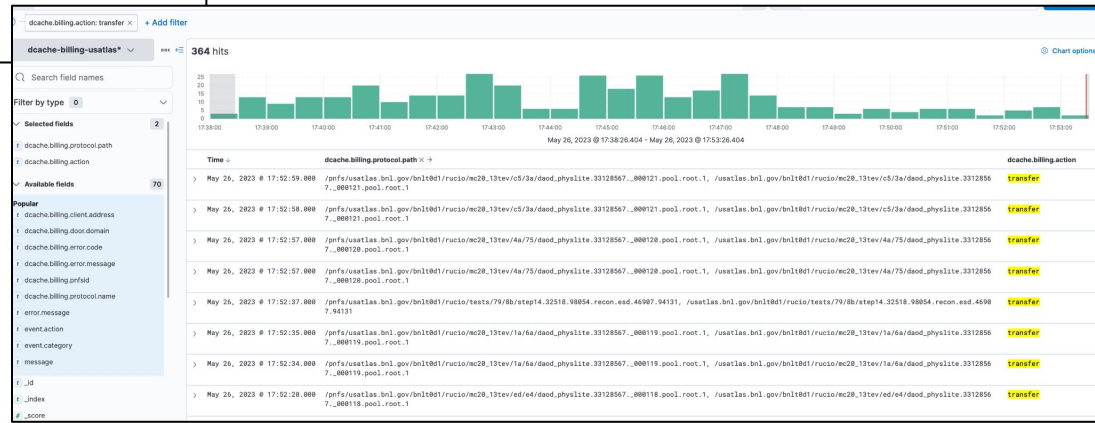 dcache.billing.action: transfer × + Add filter
dcache-billing-usatlas*
364 hits
Chart options
Search field names
Filter by type 0
Selected fields 2
dcache.billing.protocol.path
dcache.billing.action
Available fields 70
Popular
dcache.billing.client.address
dcache.billing.door.domain
dcache.billing.error.code
dcache.billing.error.message
dcache.billing.pnfsid
dcache.billing.protocol.name
error.message
event.action
event.category
message
_id
_index
_score
25
20
15
10
5
0
17:38:00 17:39:00 17:40:00 17:41:00 17:42:00 17:43:00 17:44:00 17:45:00 17:46:00 17:47:00 17:48:00 17:49:00 17:50:00 17:51:00 17:52:00 17:53:00
May 26, 2023 @ 17:38:26.404 - May 26, 2023 @ 17:53:26.404
Time ↓ dcache.billing.protocol.path × → dcache.billing.action
May 26, 2023 @ 17:52:59.000 /pnfs/usatlas.bnl.gov/bnlt0d1/rucio/mc20_13tev/c5/3a/daod_physlite.33128567._000121.pool.root.1, /usatlas.bnl.gov/bnlt0d1/rucio/mc20_13tev/c5/3a/daod_physlite.3312856 transfer
7._000121.pool.root.1
May 26, 2023 @ 17:52:58.000 /pnfs/usatlas.bnl.gov/bnlt0d1/rucio/mc20_13tev/c5/3a/daod_physlite.33128567._000121.pool.root.1, /usatlas.bnl.gov/bnlt0d1/rucio/mc20_13tev/c5/3a/daod_physlite.3312856 transfer
7._000121.pool.root.1
May 26, 2023 @ 17:52:57.000 /pnfs/usatlas.bnl.gov/bnlt0d1/rucio/mc20_13tev/4a/75/daod_physlite.33128567._000120.pool.root.1, /usatlas.bnl.gov/bnlt0d1/rucio/mc20_13tev/4a/75/daod_physlite.3312856 transfer
7._000120.pool.root.1
May 26, 2023 @ 17:52:57.000 /pnfs/usatlas.bnl.gov/bnlt0d1/rucio/mc20_13tev/4a/75/daod_physlite.33128567._000120.pool.root.1, /usatlas.bnl.gov/bnlt0d1/rucio/mc20_13tev/4a/75/daod_physlite.3312856 transfer
7._000120.pool.root.1
May 26, 2023 @ 17:52:37.000 /pnfs/usatlas.bnl.gov/bnlt0d1/rucio/tests/79/8b/step14.32518.98054.recon.esd.46907.94131, /usatlas.bnl.gov/bnlt0d1/rucio/tests/79/8b/step14.32518.98054.recon.esd.4690 transfer
7.94131
May 26, 2023 @ 17:52:35.000 /pnfs/usatlas.bnl.gov/bnlt0d1/rucio/mc20_13tev/1a/6a/daod_physlite.33128567._000119.pool.root.1, /usatlas.bnl.gov/bnlt0d1/rucio/mc20_13tev/1a/6a/daod_physlite.3312856 transfer
7._000119.pool.root.1
May 26, 2023 @ 17:52:34.000 /pnfs/usatlas.bnl.gov/bnlt0d1/rucio/mc20_13tev/1a/6a/daod_physlite.33128567._000119.pool.root.1, /usatlas.bnl.gov/bnlt0d1/rucio/mc20_13tev/1a/6a/daod_physlite.3312856 transfer
7._000119.pool.root.1
May 26, 2023 @ 17:52:20.000 /pnfs/usatlas.bnl.gov/bnlt0d1/rucio/mc20_13tev/ed/e4/daod_physlite.33128567._000118.pool.root.1, /usatlas.bnl.gov/bnlt0d1/rucio/mc20_13tev/ed/e4/daod_physlite.3312856 transfer
7._000118.pool.root.1